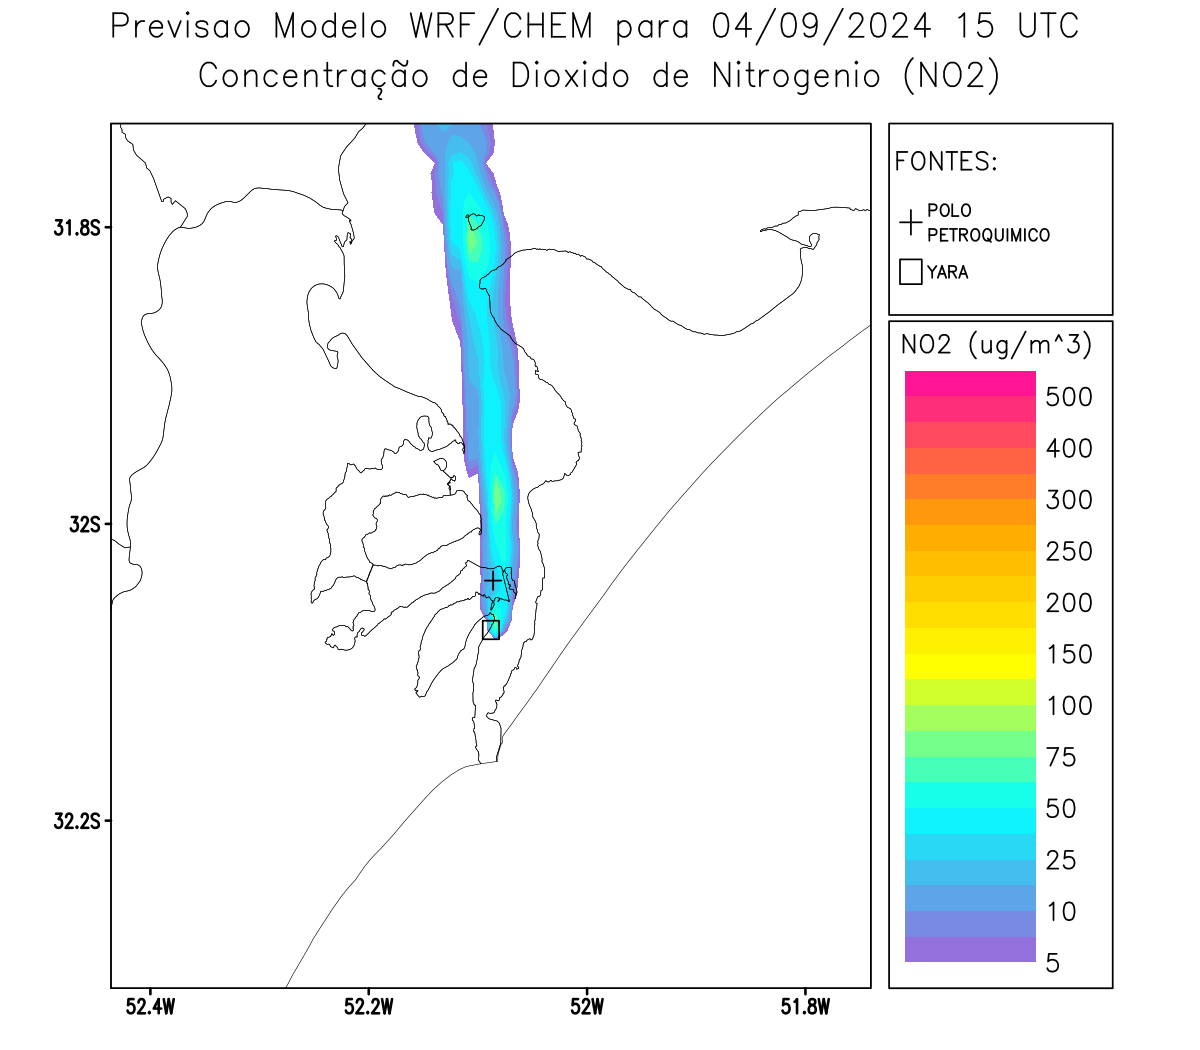 Previsao Modelo WRF/CHEM para 04/09/2024 15 UTC
Concentração de Dioxido de Nitrogenio (NO2)
FONTES:
POLO
PETROQUIMICO
YARA
NO2 (ug/m^3)
500
400
300
250
200
150
100
75
50
25
10
5
31.8S
32S
32.2S
52.4W
52.2W
52W
51.8W